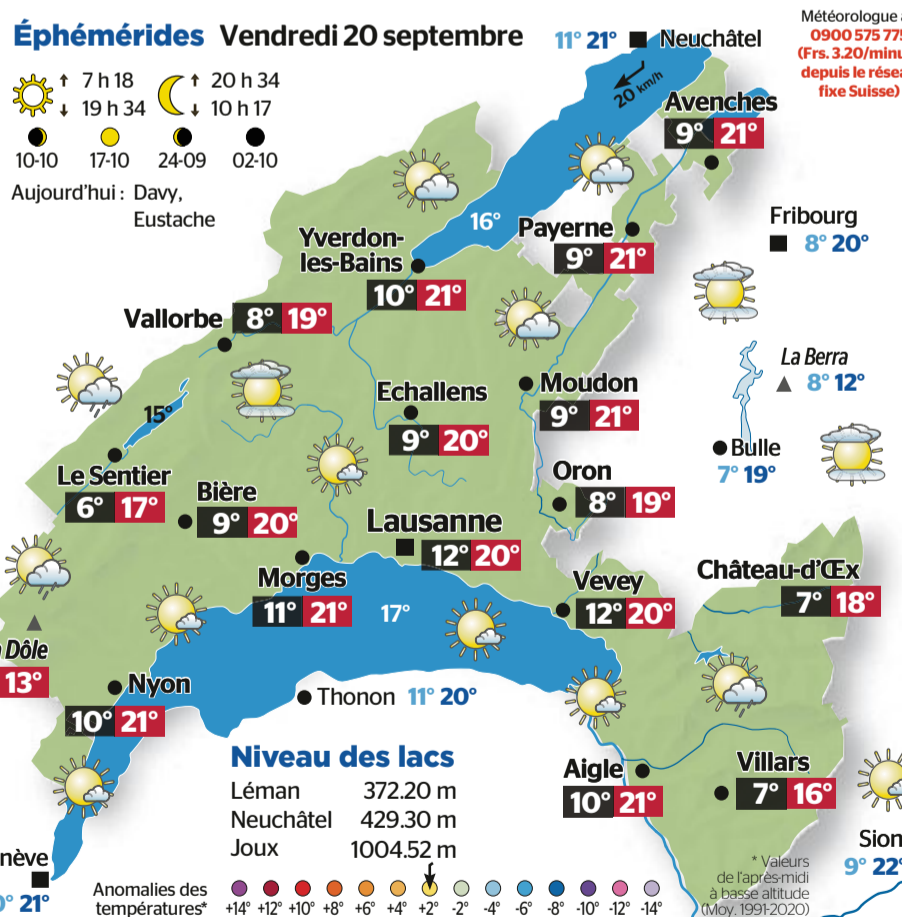 Éphémérides Vendredi 20 septembre
↑ 7 h 18 ↑ 20 h 34
↓ 19 h 34 ↓ 10 h 17
10-10 17-10 24-09 02-10
Aujourd'hui : Davy,
Eustache
Météorologue
0900 575 775
(Frs. 3.20/minu
depuis le résea
fixe Suisse)
11° 21° Neuchâtel
20 km/h
Avenches
9° 21°
16°
Payerne
9° 21°
Fribourg
8° 20°
Yverdon-
les-Bains
10° 21°
Vallorbe 8° 19°
La Berra
8° 12°
15°
Echallens
9° 20°
Moudon
9° 21°
Bulle
7° 19°
Le Sentier
6° 17°
Bière
9° 20°
Oron
8° 19°
Lausanne
12° 20°
Morges
11° 21°
17°
Vevey
12° 20°
Château-d'Œx
7° 18°
Dôle
13°
Nyon
10° 21°
Thonon 11° 20°
Aigle
10° 21°
Villars
7° 16°
Niveau des lacs
Léman 372.20 m
Neuchâtel 429.30 m
Joux 1004.52 m
nève
21°
Sion
9° 22°
Anomalies des
températures*
+14° +12° +10° +8° +6° +4° +2° -2° -4° -6° -8° -10° -12° -14°
* Valeurs
de l'après-midi
à basse altitude
(Moy. 1991-2020)